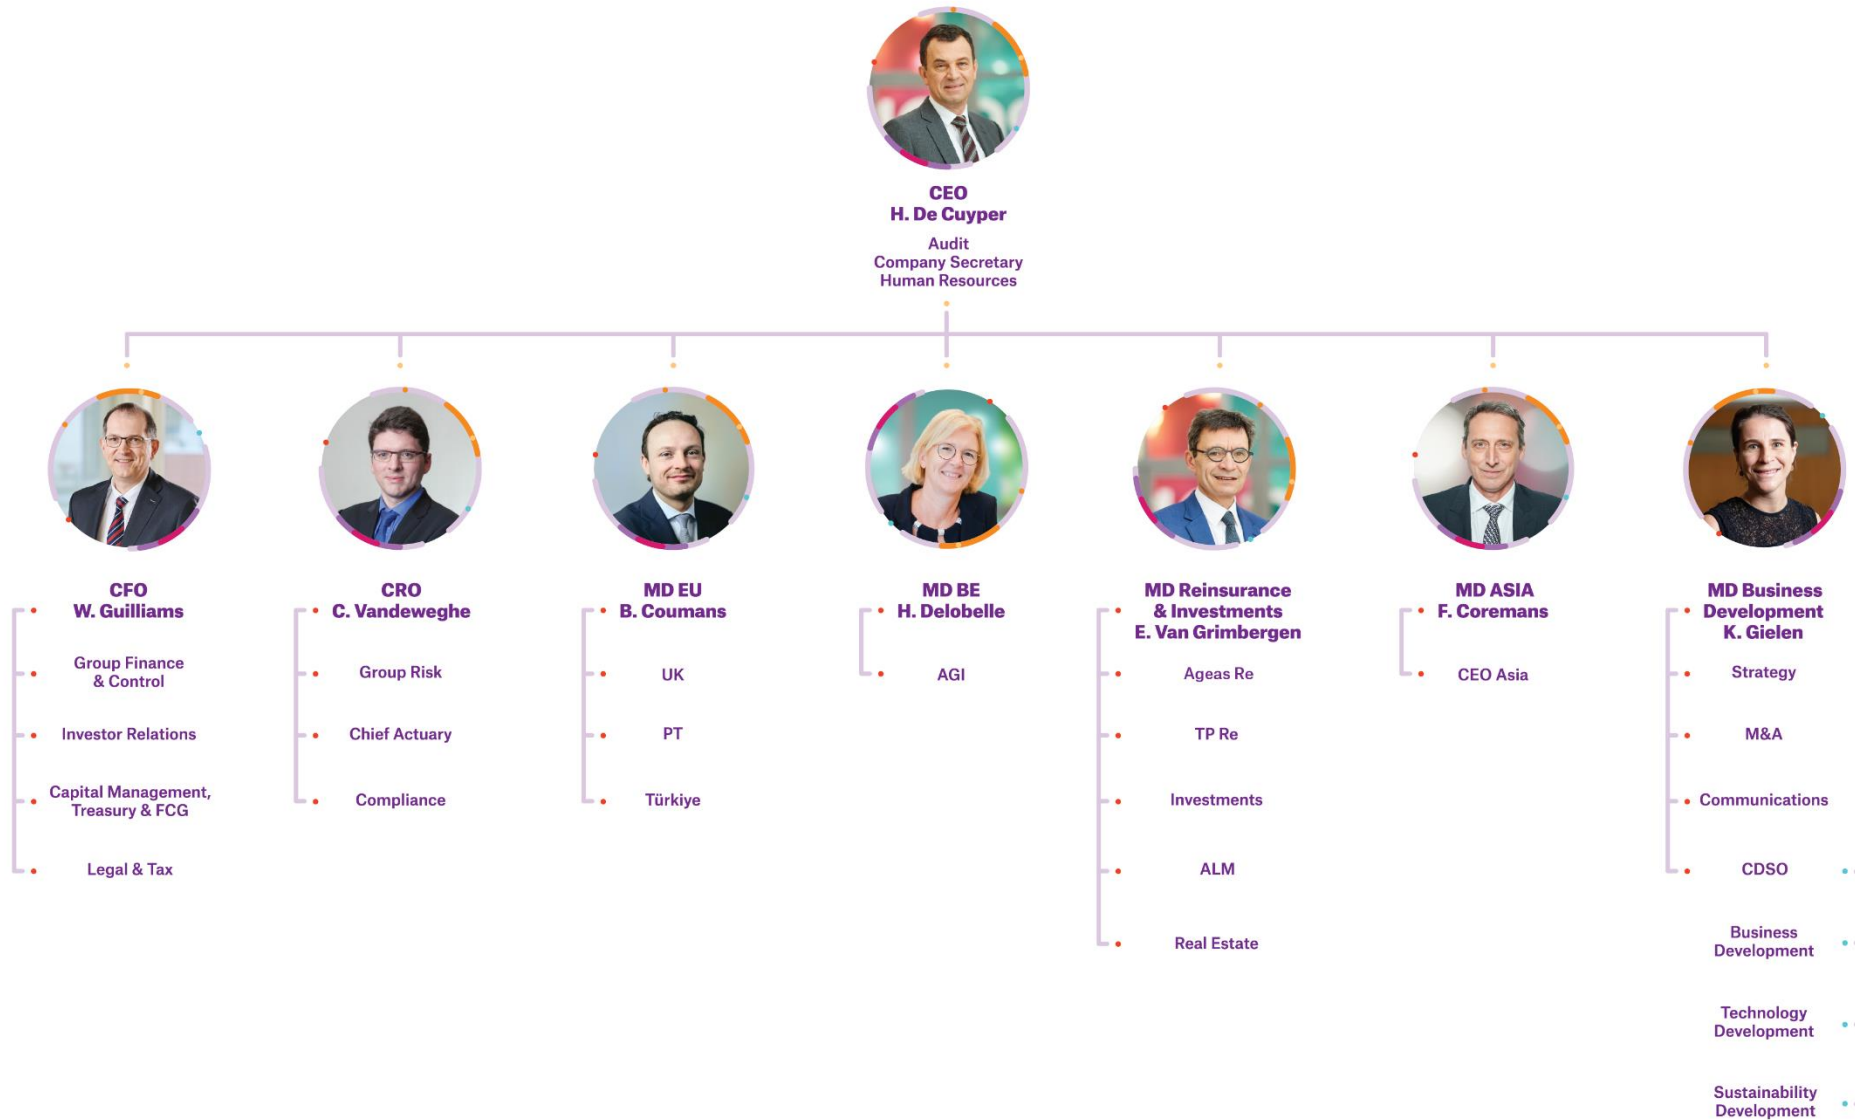 CEO
H. De Cuyper
Audit
Company Secretary
Human Resources
CFO
W. Guilliams
Group Finance
& Control
Investor Relations
Capital Management,
Treasury & FCG
Legal & Tax
CRO
C. Vandeweghe
Group Risk
Chief Actuary
Compliance
MD EU
B. Coumans
UK
PT
Türkiye
MD BE
H. Delobelle
AGI
MD Reinsurance
& Investments
E. Van Grimbergen
Ageas Re
TP Re
Investments
ALM
Real Estate
MD ASIA
F. Coremans
CEO Asia
MD Business
Development
K. Gielen
Strategy
M&A
Communications
CDSO
Business
Development
Technology
Development
Sustainability
Development